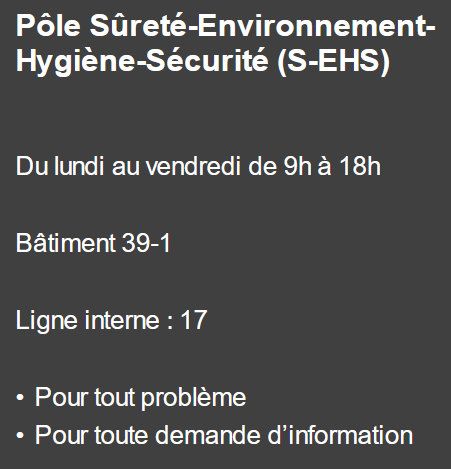 Pôle Sûreté-Environnement-
Hygiène-Sécurité (S-EHS)
Du lundi au vendredi de 9h à 18h
Bâtiment 39-1
Ligne interne : 17
• Pour tout problème
• Pour toute demande d’information